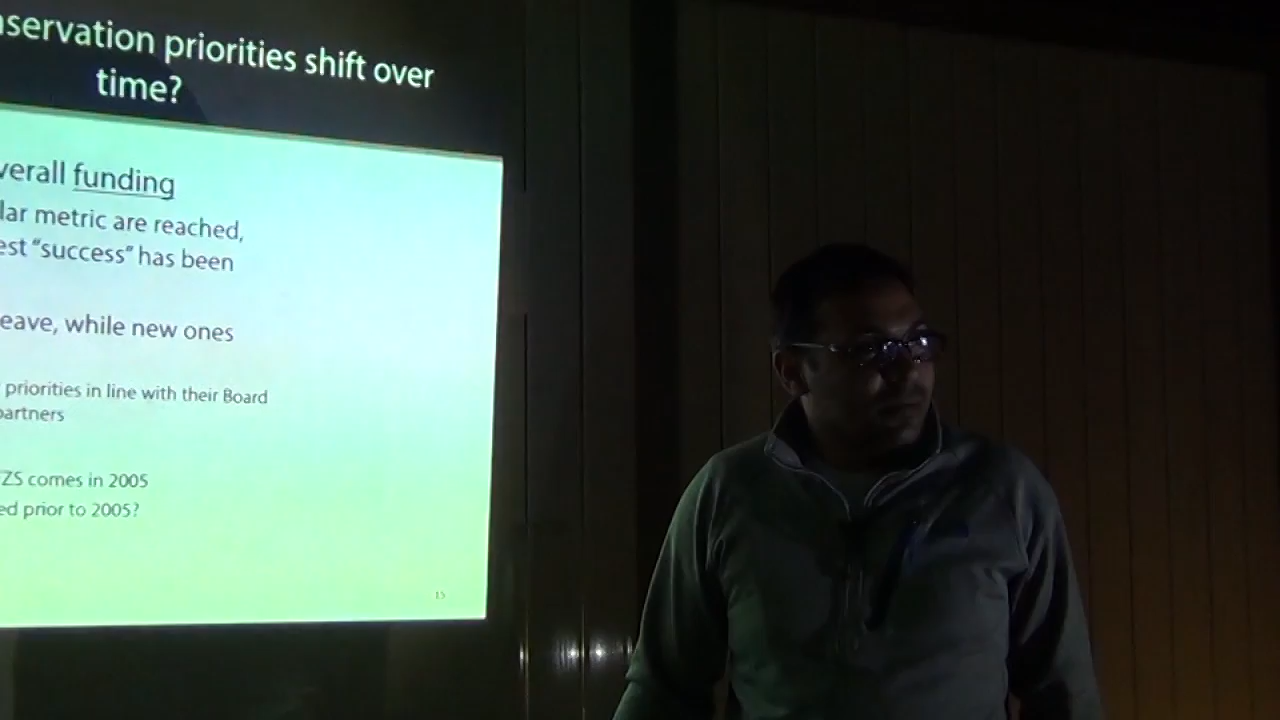 nservation priorities shift over
time?
verall funding
lar metric are reached,
est “success” has been
eave, while new ones
priorities in line with their Board
partners
ZS comes in 2005
ed prior to 2005?
15